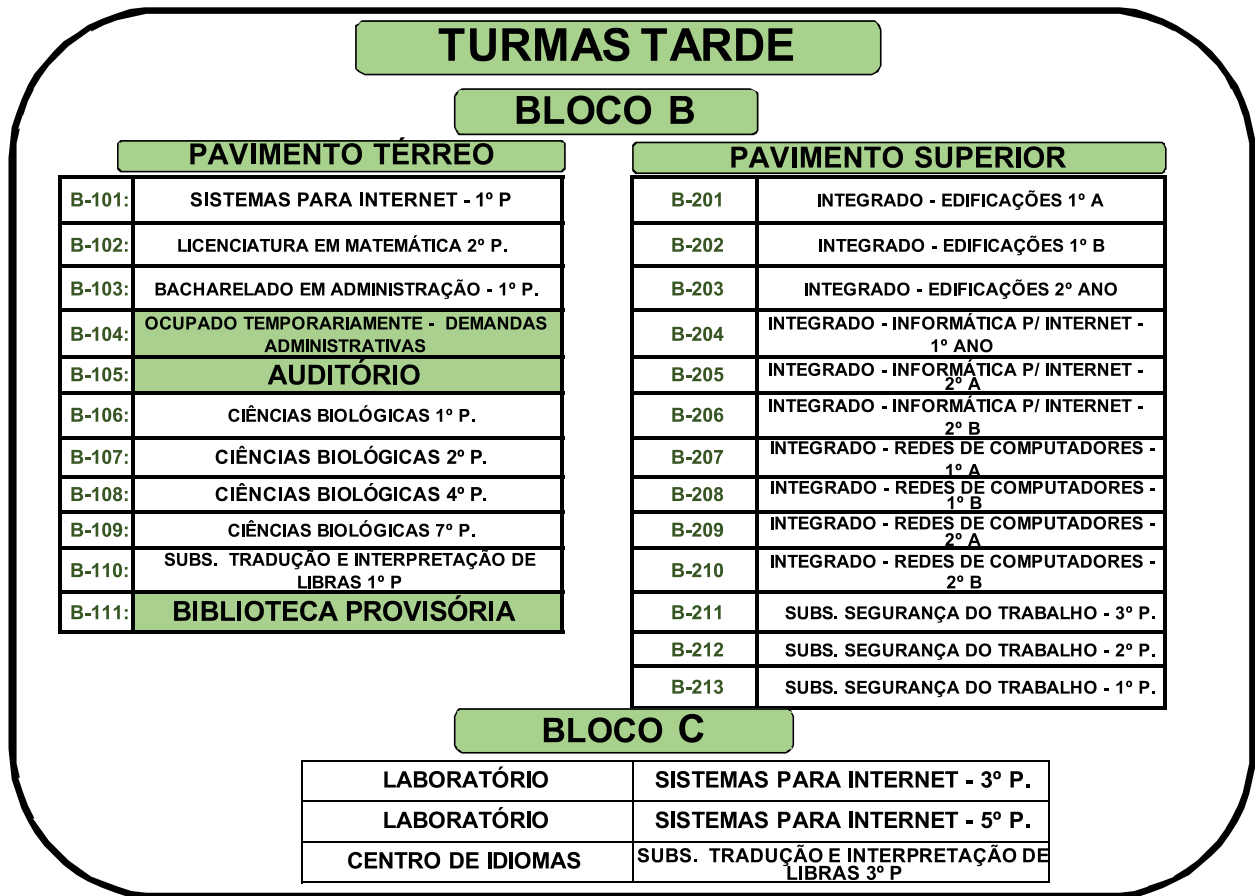 TURMAS TARDE
BLOCO B
PAVIMENTO TÉRREO
B-101: SISTEMAS PARA INTERNET - 1º P
B-102: LICENCIATURA EM MATEMÁTICA 2º P.
B-103: BACHARELADO EM ADMINISTRAÇÃO - 1º P.
B-104: OCUPADO TEMPORARIAMENTE - DEMANDAS
ADMINISTRATIVAS
B-105: AUDITÓRIO
B-106: CIÊNCIAS BIOLÓGICAS 1º P.
B-107: CIÊNCIAS BIOLÓGICAS 2º P.
B-108: CIÊNCIAS BIOLÓGICAS 4º P.
B-109: CIÊNCIAS BIOLÓGICAS 7º P.
B-110: SUBS. TRADUÇÃO E INTERPRETAÇÃO DE
LIBRAS 1º P
B-111: BIBLIOTECA PROVISÓRIA
PAVIMENTO SUPERIOR
B-201 INTEGRADO - EDIFICAÇÕES 1º A
B-202 INTEGRADO - EDIFICAÇÕES 1º B
B-203 INTEGRADO - EDIFICAÇÕES 2º ANO
B-204 INTEGRADO - INFORMÁTICA P/ INTERNET -
1º ANO
B-205 INTEGRADO - INFORMÁTICA P/ INTERNET -
2º A
B-206 INTEGRADO - INFORMÁTICA P/ INTERNET -
2º B
B-207 INTEGRADO - REDES DE COMPUTADORES -
1º A
B-208 INTEGRADO - REDES DE COMPUTADORES -
1º B
B-209 INTEGRADO - REDES DE COMPUTADORES -
2º A
B-210 INTEGRADO - REDES DE COMPUTADORES -
2º B
B-211 SUBS. SEGURANÇA DO TRABALHO - 3º P.
B-212 SUBS. SEGURANÇA DO TRABALHO - 2º P.
B-213 SUBS. SEGURANÇA DO TRABALHO - 1º P.
BLOCO C
LABORATÓRIO SISTEMAS PARA INTERNET - 3º P.
LABORATÓRIO SISTEMAS PARA INTERNET - 5º P.
CENTRO DE IDIOMAS SUBS. TRADUÇÃO E INTERPRETAÇÃO DE
LIBRAS 3º P